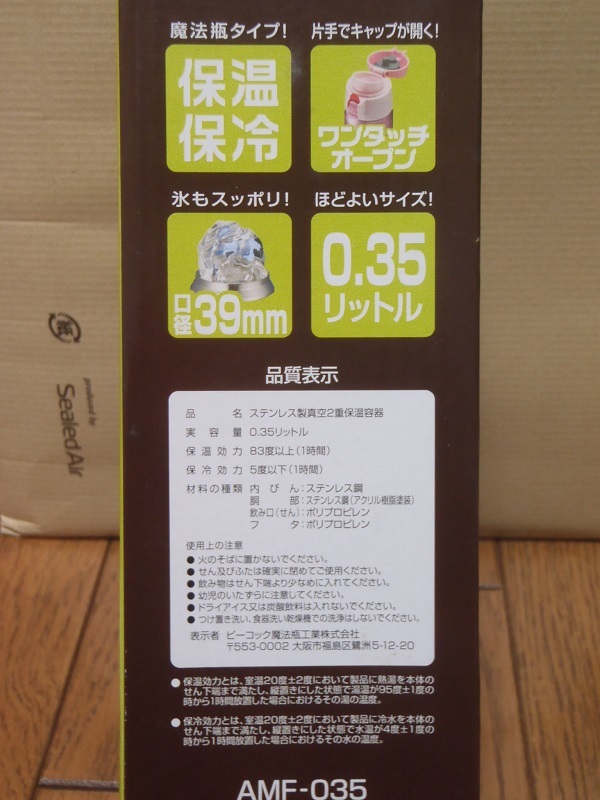 魔法瓶タイプ!
片手でキャップが開く!
保温
保冷
ワンタッチ
オープン
氷もスッポリ!
ほどよいサイズ!
口径39mm
0.35
リットル
紙
produced by
Sealed Air
品質表示
品　　名　ステンレス製真空2重保温容器
実　容　量　0.35リットル
保　温　効　力　83度以上(1時間)
保　冷　効　力　5度以下(1時間)
材料の種類　内　び　ん：ステンレス鋼
胴　　　部：ステンレス鋼(アクリル樹脂塗装)
飲み口(せん)：ポリプロピレン
フ　　　タ：ポリプロピレン
使用上の注意
●火のそばに置かないでください。
●せん及びふたは確実に閉めてご使用ください。
●飲み物はせん下端より少なめに入れてください。
●幼児のいたずらに注意してください。
●ドライアイス又は炭酸飲料は入れないでください。
●つけ置き洗い、食器洗い乾燥機での洗浄はしないでください。
表示者　ピーコック魔法瓶工業株式会社
〒553-0002 大阪市福島区鷺洲5-12-20
●保温効力とは、室温20度±2度において製品に熱湯を本体の
せん下端まで満たし、縦置きにした状態で湯温が95度±1度の
時から1時間放置した場合におけるその湯の温度。
●保冷効力とは、室温20度±2度において製品に冷水を本体の
せん下端まで満たし、縦置きにした状態で水温が4度±1度の
時から1時間放置した場合におけるその水の温度。
AMF-035